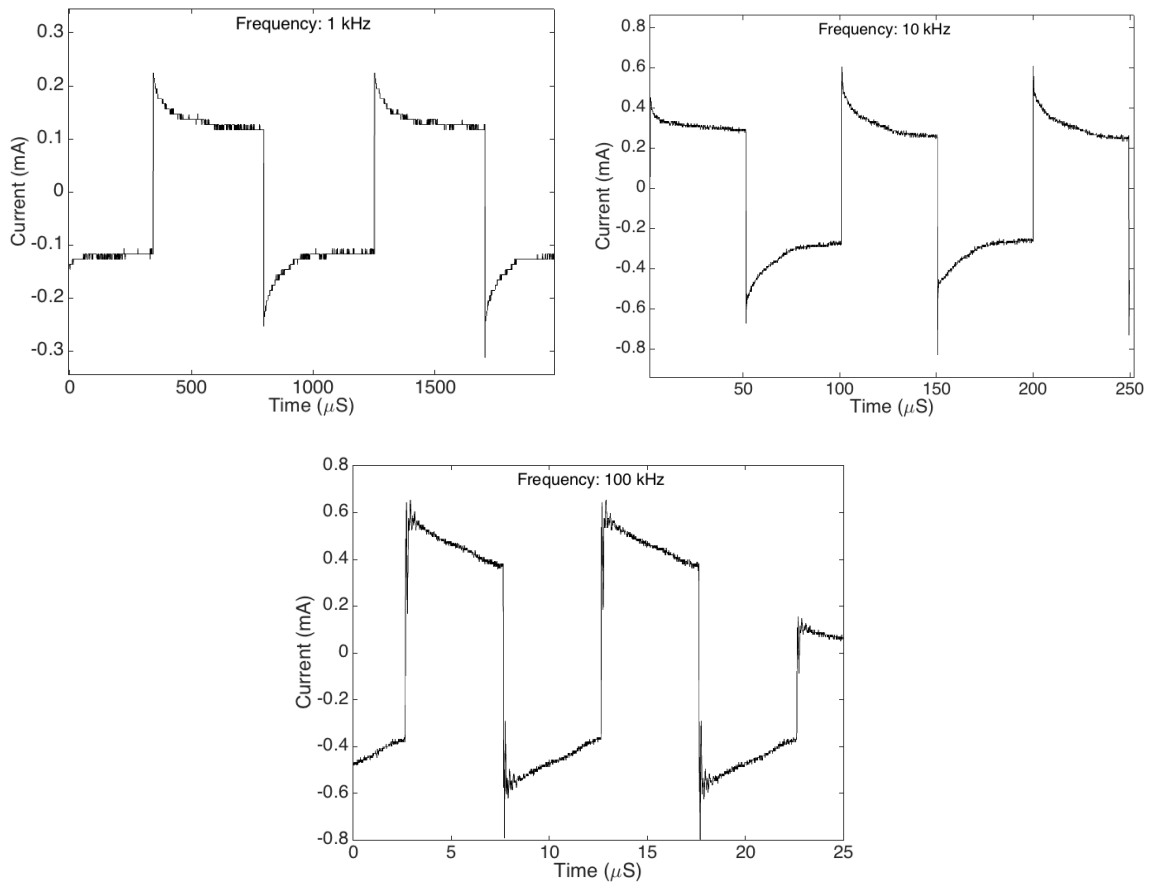 Frequency: 1 kHz
0.3
0.2
0.1
0
-0.1
-0.2
-0.3
Current (mA)
0 500 1000 1500
Time (μS)
Frequency: 10 kHz
0.8
0.6
0.4
0.2
0
-0.2
-0.4
-0.6
-0.8
Current (mA)
50 100 150 200 250
Time (μS)
Frequency: 100 kHz
0.8
0.6
0.4
0.2
0
-0.2
-0.4
-0.6
-0.8
Current (mA)
0 5 10 15 20 25
Time (μS)